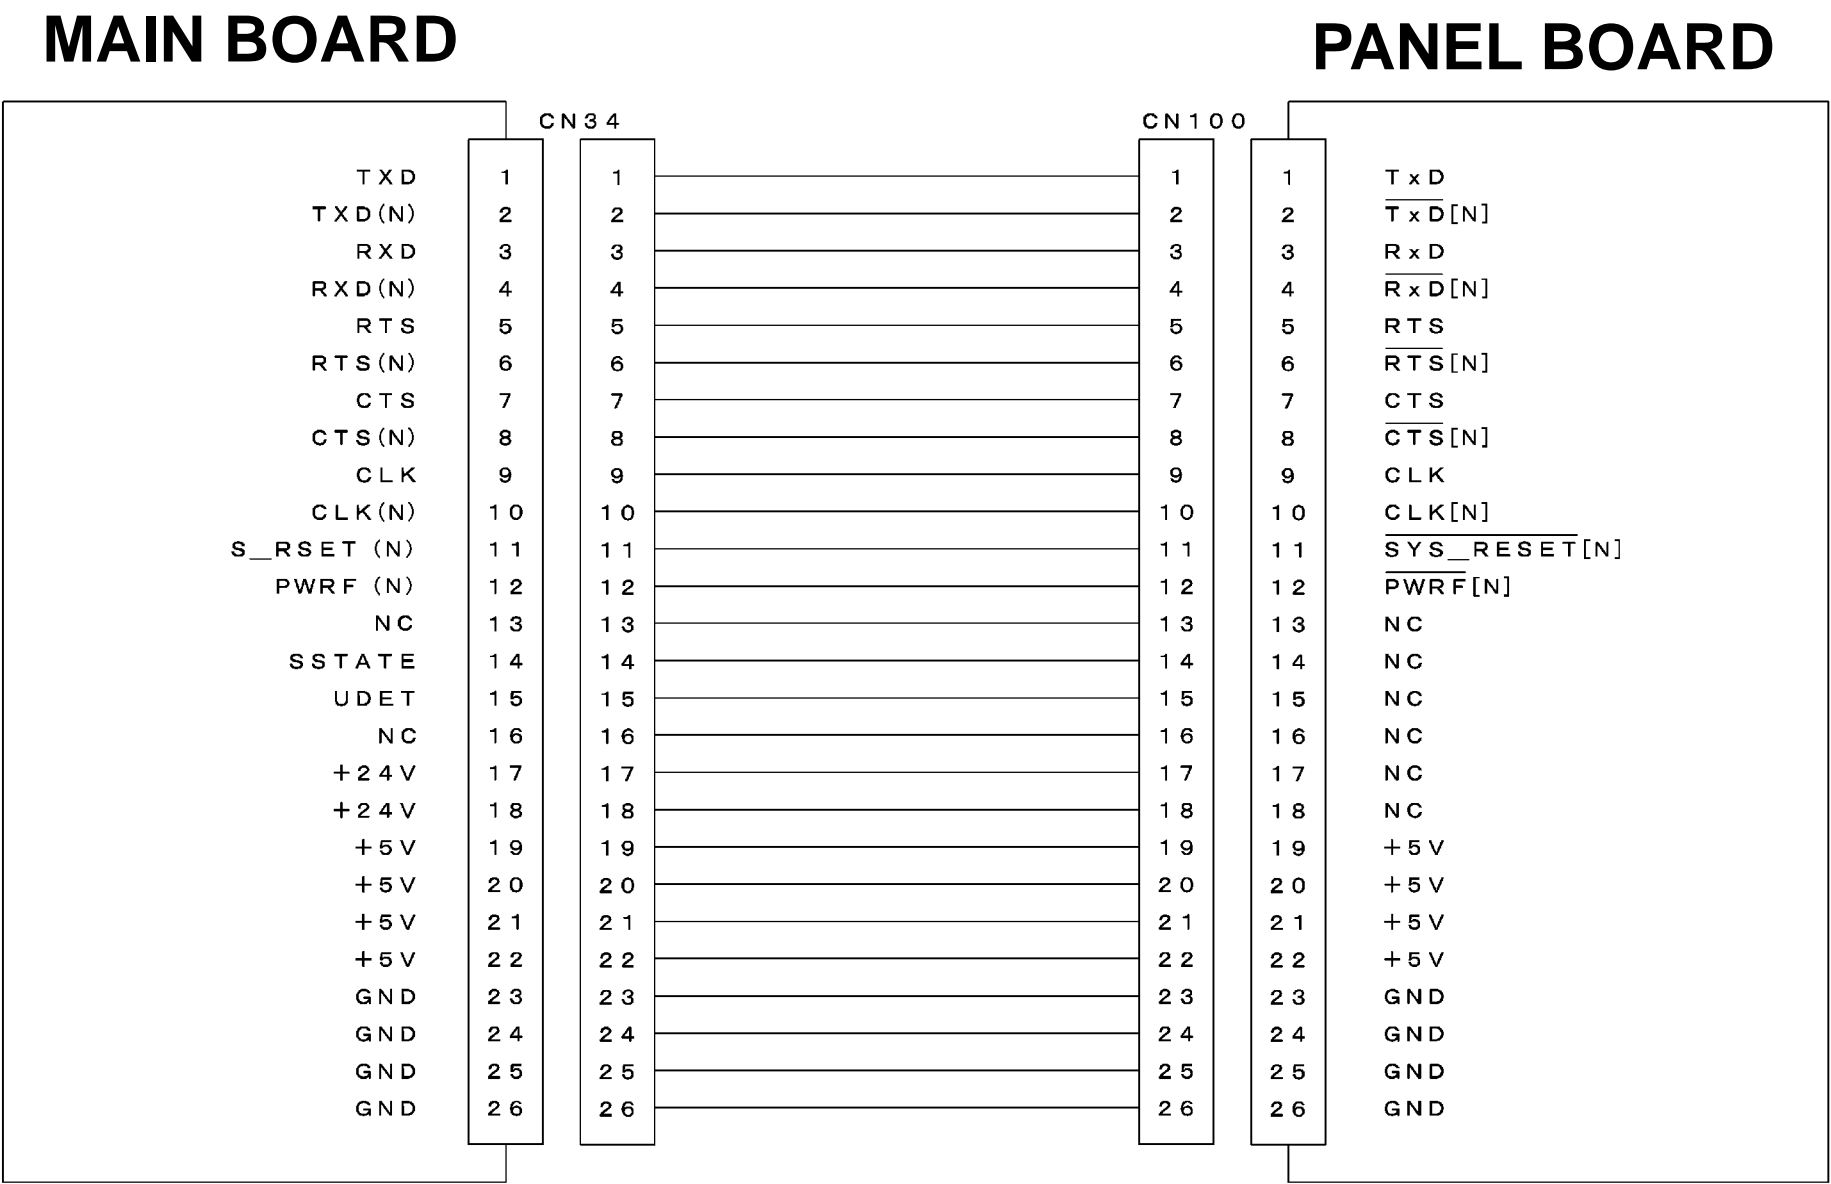 MAIN BOARD PANEL BOARD
CN34 CN100
TXD 1 1 1 1 TxD
TXD(N) 2 2 2 2 TxD[N]
RXD 3 3 3 3 RxD
RXD(N) 4 4 4 4 RxD[N]
RTS 5 5 5 5 RTS
RTS(N) 6 6 6 6 RTS[N]
CTS 7 7 7 7 CTS
CTS(N) 8 8 8 8 CTS[N]
CLK 9 9 9 9 CLK
CLK(N) 10 10 10 10 CLK[N]
S_RSET (N) 11 11 11 11 SYS_RESET[N]
PWRF (N) 12 12 12 12 PWRF[N]
NC 13 13 13 13 NC
SSTATE 14 14 14 14 NC
UDET 15 15 15 15 NC
NC 16 16 16 16 NC
+24V 17 17 17 17 NC
+24V 18 18 18 18 NC
+5V 19 19 19 19 +5V
+5V 20 20 20 20 +5V
+5V 21 21 21 21 +5V
+5V 22 22 22 22 +5V
GND 23 23 23 23 GND
GND 24 24 24 24 GND
GND 25 25 25 25 GND
GND 26 26 26 26 GND